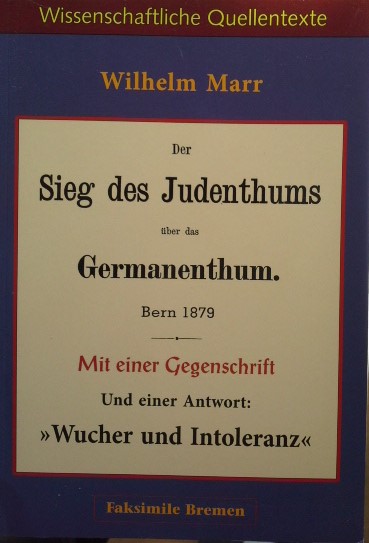 Wissenschaftliche Quellentexte
Wilhelm Marr
Der
Sieg des Judenthums
über das
Germanenthum.
Bern 1879
Mit einer Gegenschrift
Und einer Antwort:
»Wucher und Intoleranz«
Faksimile Bremen